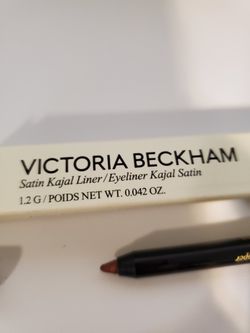 VICTORIA BECKHAM
Satin Kajal Liner/Eyeliner Kajal Satin
1.2 G/POIDS NET WT. 0.042 OZ.